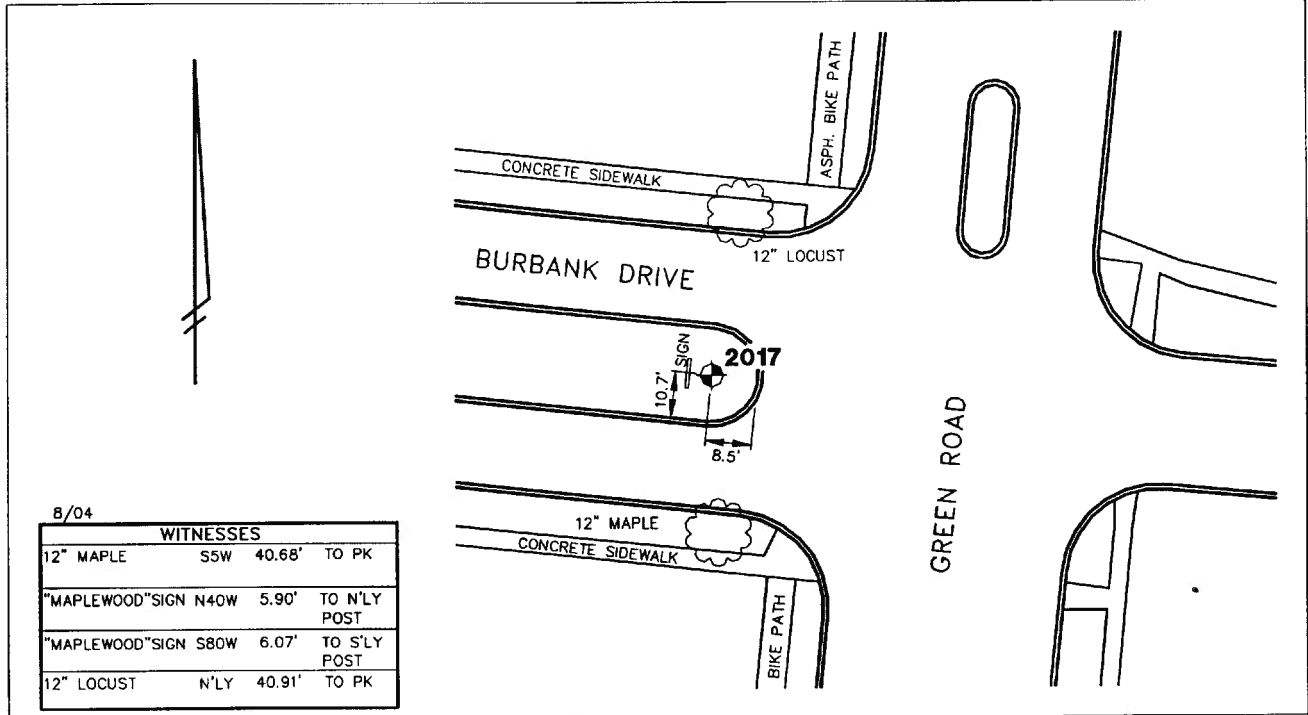 ASPH. BIKE PATH
CONCRETE SIDEWALK
12" LOCUST
BURBANK DRIVE
SIGN
2017
10.7'
8.5'
GREEN ROAD
12" MAPLE
CONCRETE SIDEWALK
BIKE PATH
8/04
WITNESSES
12" MAPLE S5W 40.68' TO PK
"MAPLEWOOD"SIGN N40W 5.90' TO N'LY
POST
"MAPLEWOOD"SIGN S80W 6.07' TO S'LY
POST
12" LOCUST N'LY 40.91' TO PK